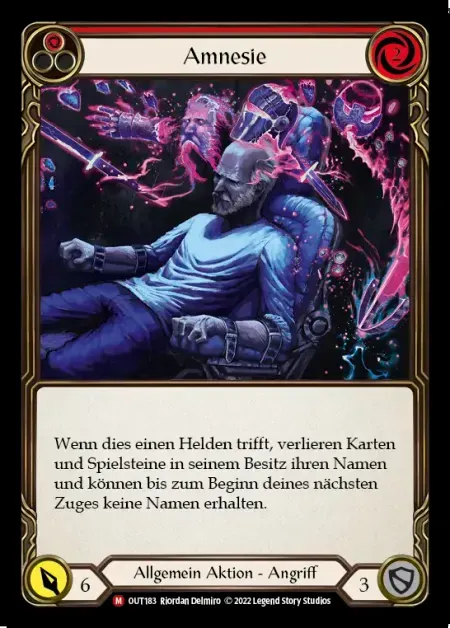 Amnesie
2
Wenn dies einen Helden trifft, verlieren Karten
und Spielsteine in seinem Besitz ihren Namen
und können bis zum Beginn deines nächsten
Zuges keine Namen erhalten.
6
Allgemein Aktion - Angriff
3
M OUT183 Riordan Delmiro © 2022 Legend Story Studios